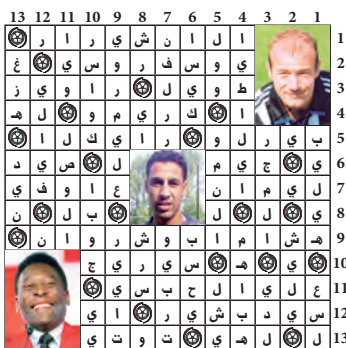 13 12 11 10 9 8 7 6 5 4 3 2 1
ا ل ا ن ش ي ر ا ر 1
ي و س ف ر و س ي غ 2
ط و ي ل ر ا و ي ز 3
ا ك ر ي م و ل هـ 4
ب ي ر ل و ر ا ي ك ل ا 5
ي ج ي م ل ص ي د 6
ل ي م ا ن ع ا و ف ي 7
ي ل ل ب ل ن 8
هـ ش ا م ا ب و ش ر و ا ن 9
ي هـ س ي ر ي ج 10
ع ل ي ا ل ح ب س ي 11
س ي د ب ش ي ر ا ي 12
ل ل هـ ي ت و ت ي 13